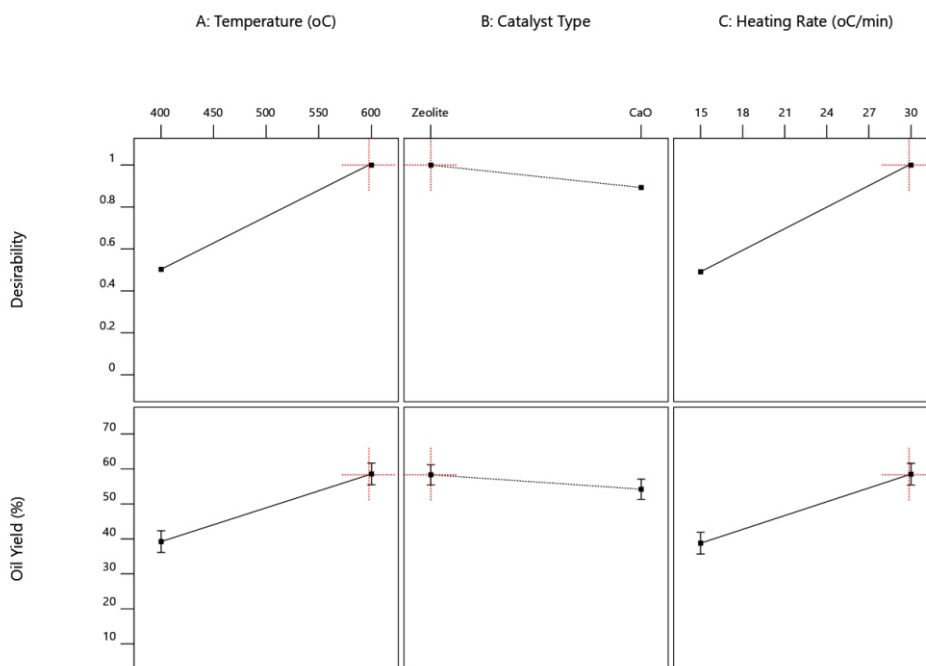 A: Temperature (oC)
B: Catalyst Type
C: Heating Rate (oC/min)
400 450 500 550 600
Zeolite CaO
15 18 21 24 27 30
Desirability
1
0.8
0.6
0.4
0.2
0
Oil Yield (%)
70
60
50
40
30
20
10